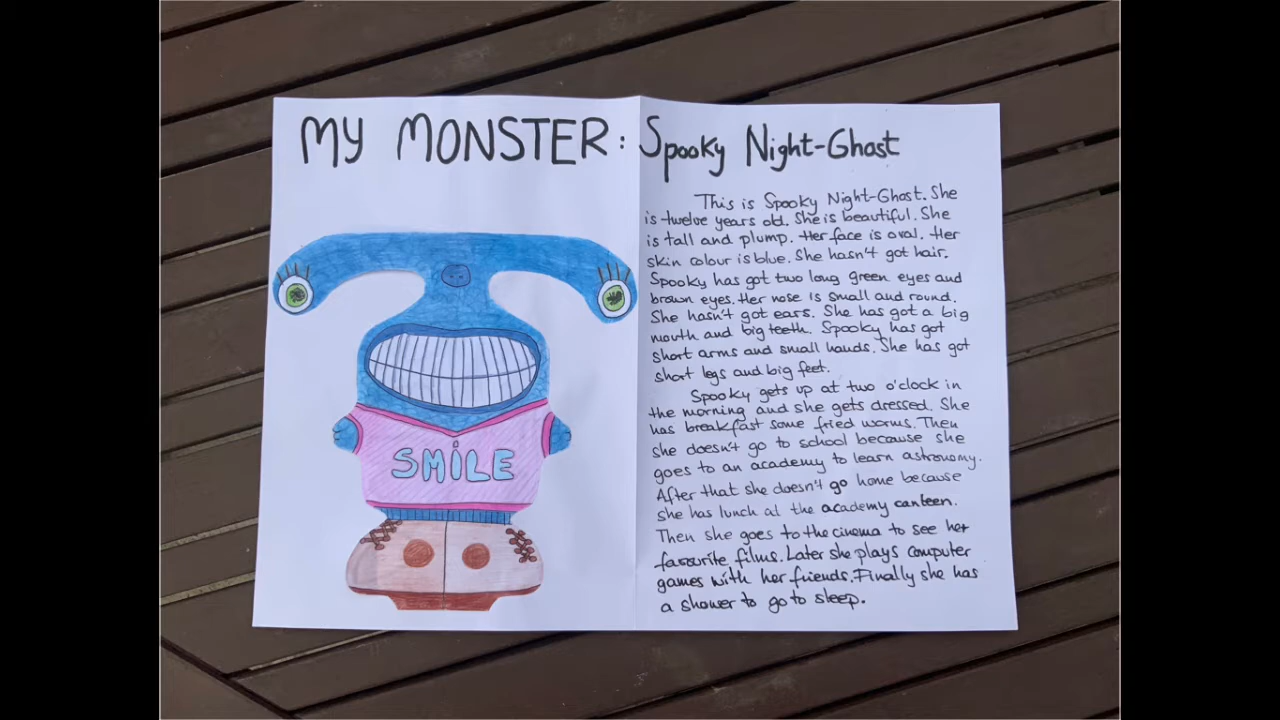 MY MONSTER: Spooky Night-Ghost
This is Spooky Night-Ghost. She
is twelve years old. She is beautiful. She
is tall and plump. Her face is oval. Her
skin colour is blue. She hasn't got hair.
Spooky has got two long green eyes and
brown eyes. Her nose is small and round.
She hasn't got ears. She has got a big
mouth and big teeth. Spooky has got
short arms and small hands. She has got
short legs and big feet.
Spooky gets up at two o'clock in
the morning and she gets dressed. She
has breakfast some fried worms. Then
she doesn't go to school because she
goes to an academy to learn astronomy.
After that she doesn't go home because
she has lunch at the academy canteen.
Then she goes to the cinema to see her
favourite films. Later she plays computer
games with her friends. Finally she has
a shower to go to sleep.
SMiLE